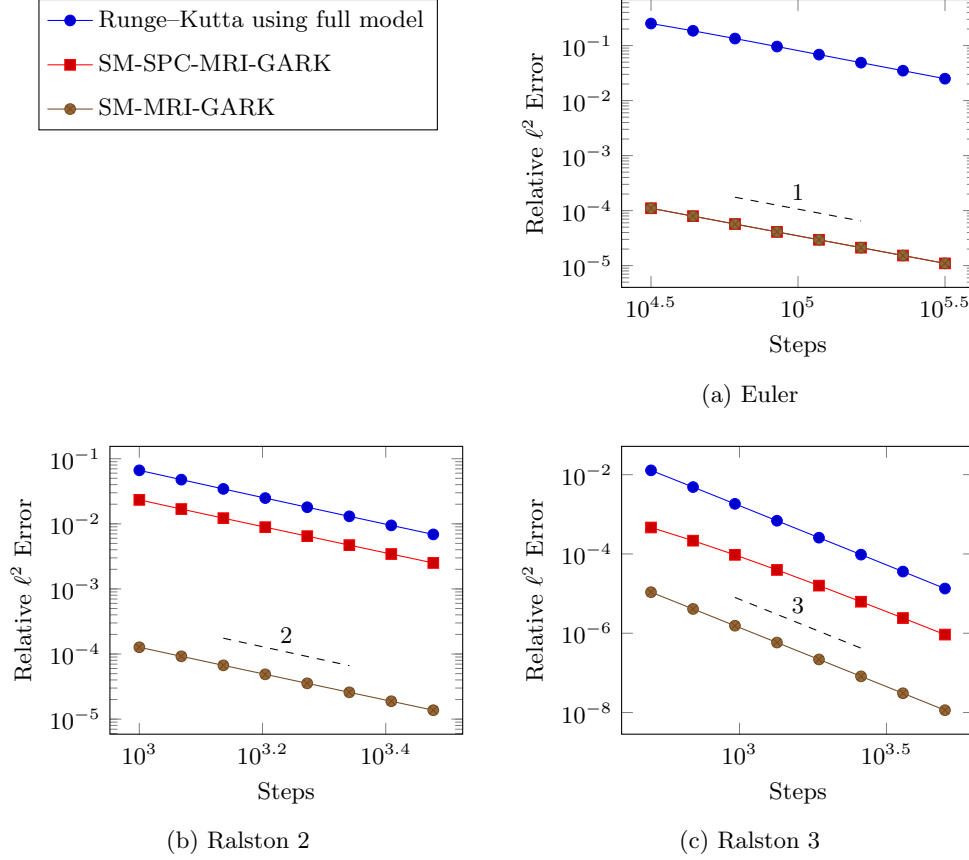 Runge–Kutta using full model
SM-SPC-MRI-GARK
SM-MRI-GARK
10^−1
10^−2
10^−3
10^−4
10^−5
Relative ℓ² Error
1
10^4.5
10^5
10^5.5
Steps
(a) Euler
10^−1
10^−2
10^−3
10^−4
10^−5
Relative ℓ² Error
2
10^3
10^3.2
10^3.4
Steps
(b) Ralston 2
10^−2
10^−4
10^−6
10^−8
Relative ℓ² Error
3
10^3
10^3.5
Steps
(c) Ralston 3